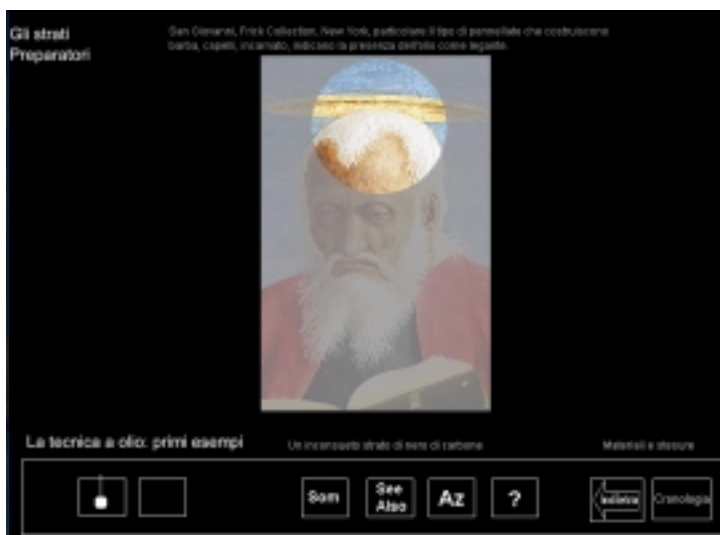 Gli strati
Preparatori
San Giovanni, Frick Collection, New York, particolare.Il tipo di pennellate che costruiscono
barba, capelli, incarnato, indicano la presenza dell'olio come legante.
La tecnica a olio: primi esempi
Un inconsueto strato di nero di carbone
Materiali e stesure
Som
See
Also
Az
?
Indietro
Cronologia